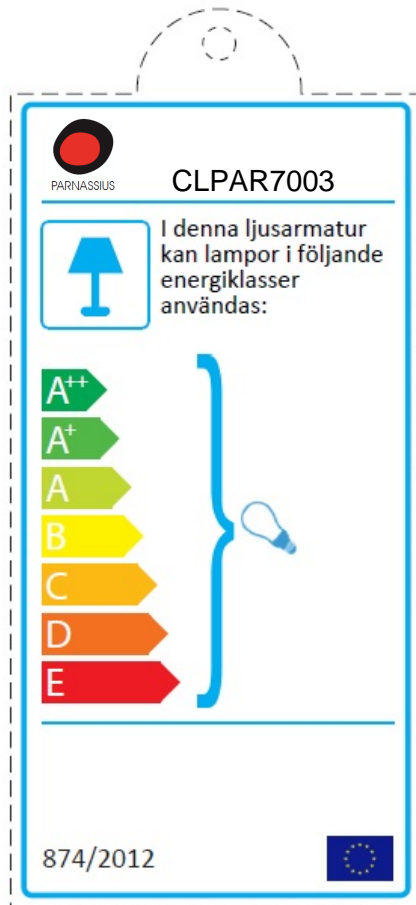 PARNASSIUS
CLPAR7003
I denna ljusarmatur
kan lampor i följande
energiklasser
användas:
A++
A+
A
B
C
D
E
874/2012